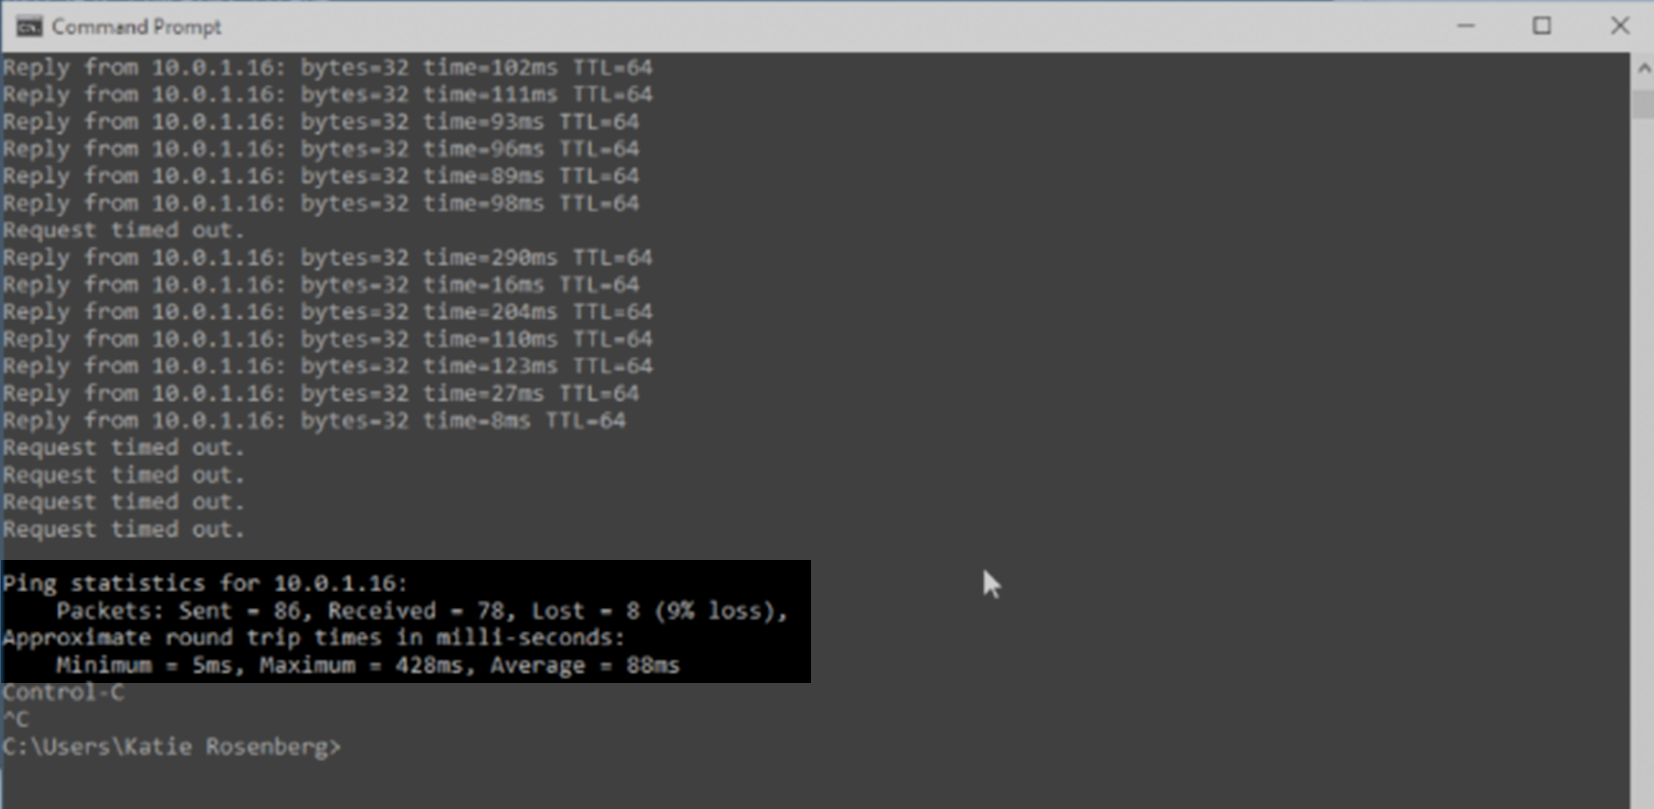 Command Prompt
Reply from 10.0.1.16: bytes=32 time=102ms TTL=64
Reply from 10.0.1.16: bytes=32 time=111ms TTL=64
Reply from 10.0.1.16: bytes=32 time=93ms TTL=64
Reply from 10.0.1.16: bytes=32 time=96ms TTL=64
Reply from 10.0.1.16: bytes=32 time=89ms TTL=64
Reply from 10.0.1.16: bytes=32 time=98ms TTL=64
Request timed out.
Reply from 10.0.1.16: bytes=32 time=290ms TTL=64
Reply from 10.0.1.16: bytes=32 time=16ms TTL=64
Reply from 10.0.1.16: bytes=32 time=204ms TTL=64
Reply from 10.0.1.16: bytes=32 time=110ms TTL=64
Reply from 10.0.1.16: bytes=32 time=123ms TTL=64
Reply from 10.0.1.16: bytes=32 time=27ms TTL=64
Reply from 10.0.1.16: bytes=32 time=8ms TTL=64
Request timed out.
Request timed out.
Request timed out.
Request timed out.
Ping statistics for 10.0.1.16:
Packets: Sent = 86, Received = 78, Lost = 8 (9% loss),
Approximate round trip times in milli-seconds:
Minimum = 5ms, Maximum = 428ms, Average = 88ms
Control-C
^C
C:\Users\Katie Rosenberg>